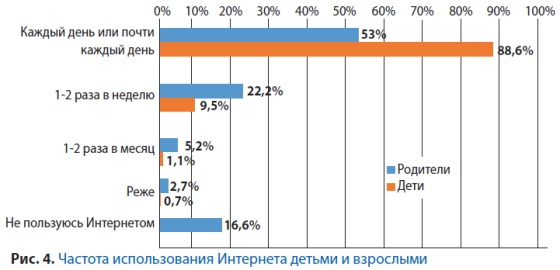 0 10% 20% 30% 40% 50% 60% 70% 80% 90% 100%
Каждый день или почти
каждый день
53%
88,6%
1-2 раза в неделю
22,2%
9,5%
1-2 раза в месяц
5,2%
1,1%
Реже
2,7%
0,7%
Не пользуюсь Интернетом
16,6%
Родители
Дети
Рис. 4. Частота использования Интернета детьми и взрослыми